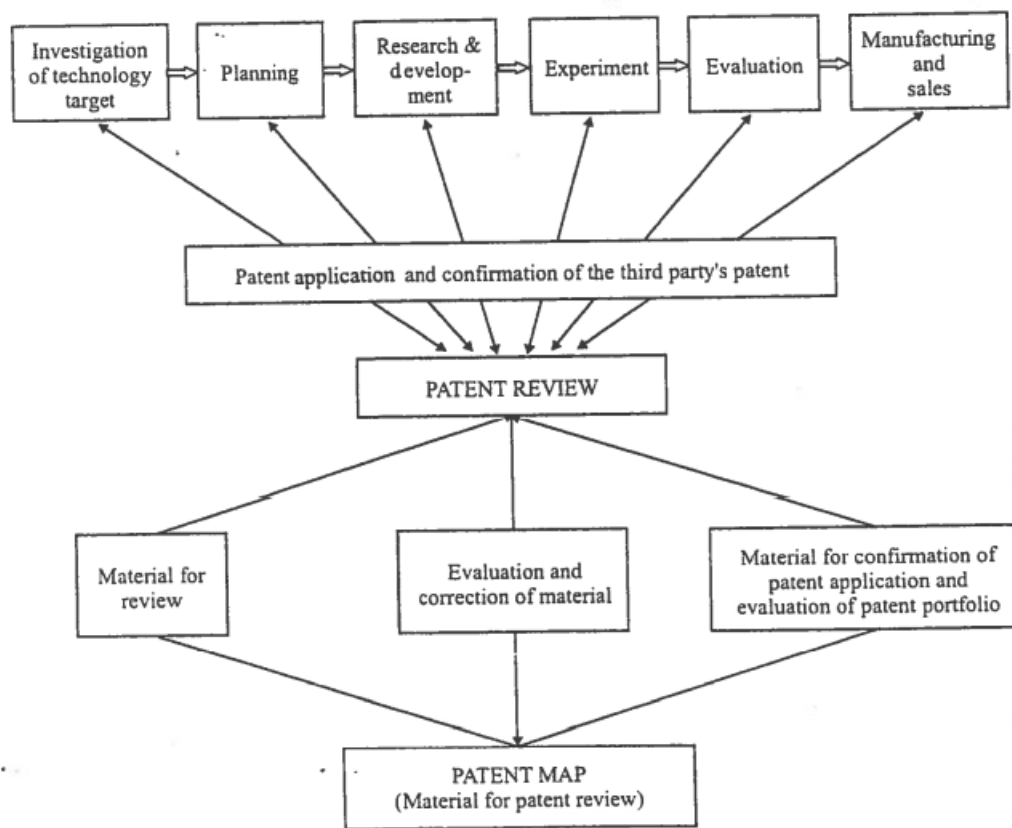 Investigation
of technology
target
Planning
Research &
develop-
ment
Experiment
Evaluation
Manufacturing
and
sales
Patent application and confirmation of the third party's patent
PATENT REVIEW
Material for
review
Evaluation and
correction of material
Material for confirmation of
patent application and
evaluation of patent portfolio
PATENT MAP
(Material for patent review)